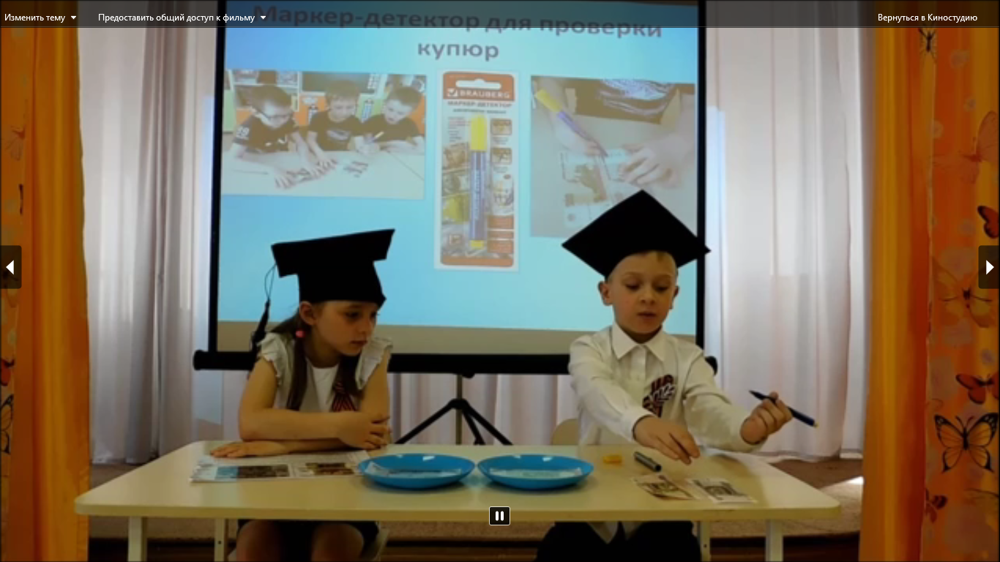 Изменить тему Предоставить общий доступ к фильму Вернуться в Киностудию
Маркер-детектор для проверки
купюр
BRAUBERG
МАРКЕР-ДЕТЕКТОР